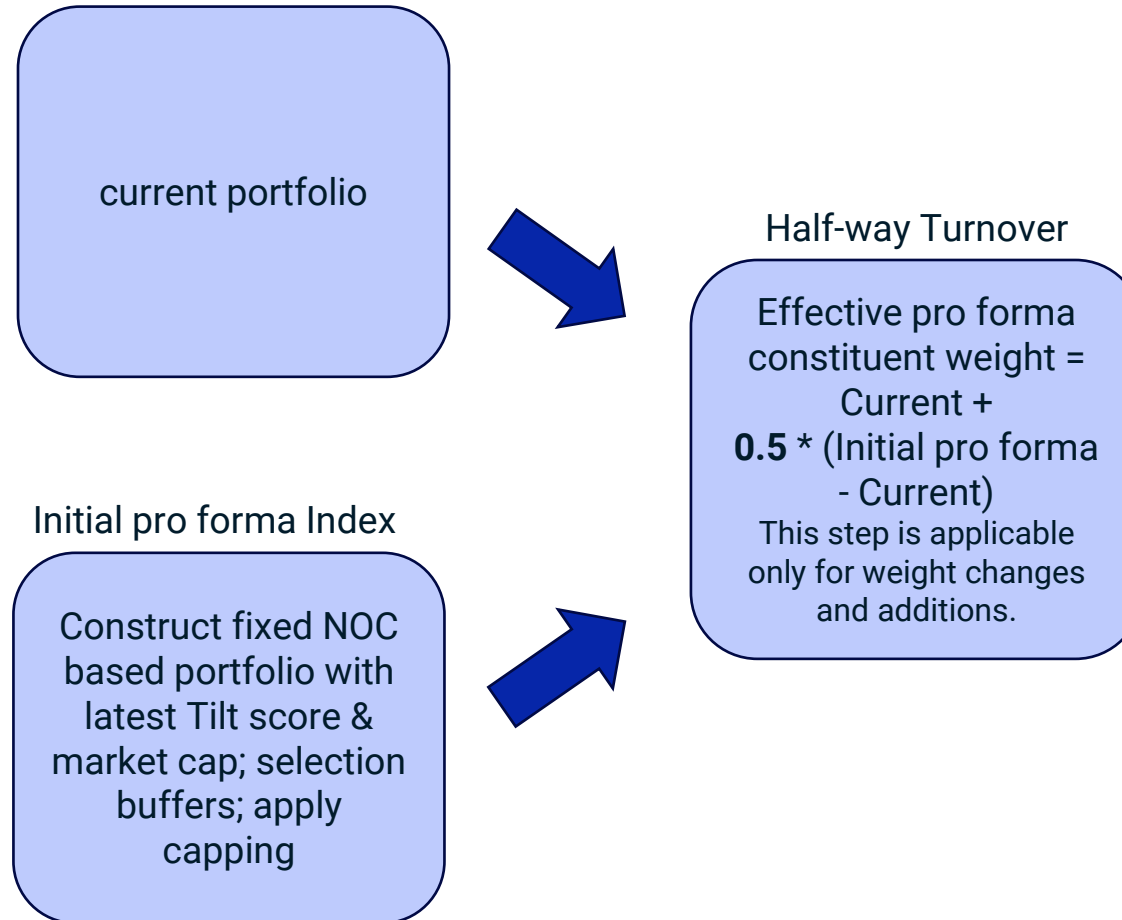 current portfolio
Initial pro forma Index
Construct fixed NOC
based portfolio with
latest Tilt score &
market cap; selection
buffers; apply
capping
Half-way Turnover
Effective pro forma
constituent weight =
Current +
0.5 * (Initial pro forma
- Current)
This step is applicable
only for weight changes
and additions.